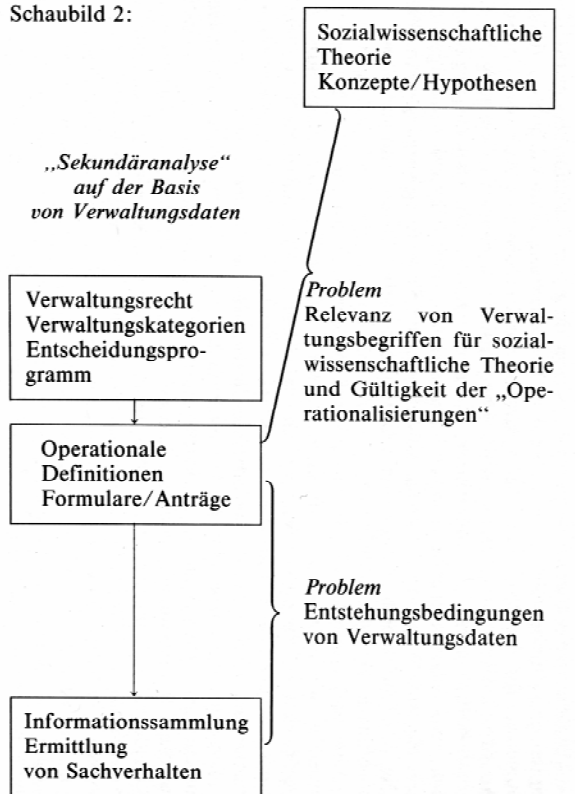 Schaubild 2:
Sozialwissenschaftliche
Theorie
Konzepte/Hypothesen
„Sekundäranalyse“
auf der Basis
von Verwaltungsdaten
Verwaltungsrecht
Verwaltungskategorien
Entscheidungspro-
gramm
Problem
Relevanz von Verwal-
tungsbegriffen für sozial-
wissenschaftliche Theorie
und Gültigkeit der „Ope-
rationalisierungen“
Operationale
Definitionen
Formulare/Anträge
Problem
Entstehungsbedingungen
von Verwaltungsdaten
Informationssammlung
Ermittlung
von Sachverhalten